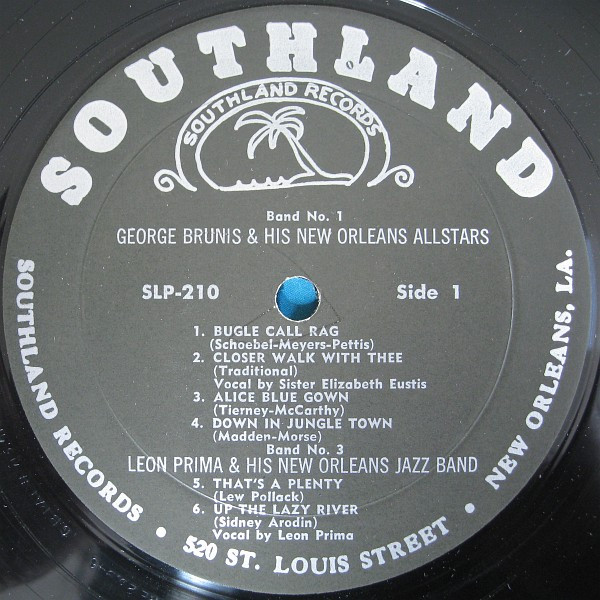 SOUTHLAND
SOUTHLAND RECORDS
Band No. 1
GEORGE BRUNIS & HIS NEW ORLEANS ALLSTARS
SLP-210 Side 1
1. BUGLE CALL RAG
(Schoebel-Meyers-Pettis)
2. CLOSER WALK WITH THEE
(Traditional)
Vocal by Sister Elizabeth Eustis
3. ALICE BLUE GOWN
(Tierney-McCarthy)
4. DOWN IN JUNGLE TOWN
(Madden-Morse)
Band No. 3
LEON PRIMA & HIS NEW ORLEANS JAZZ BAND
5. THAT'S A PLENTY
(Lew Pollack)
6. UP THE LAZY RIVER
(Sidney Arodin)
Vocal by Leon Prima
SOUTHLAND RECORDS • 520 ST. LOUIS STREET • NEW ORLEANS, LA.